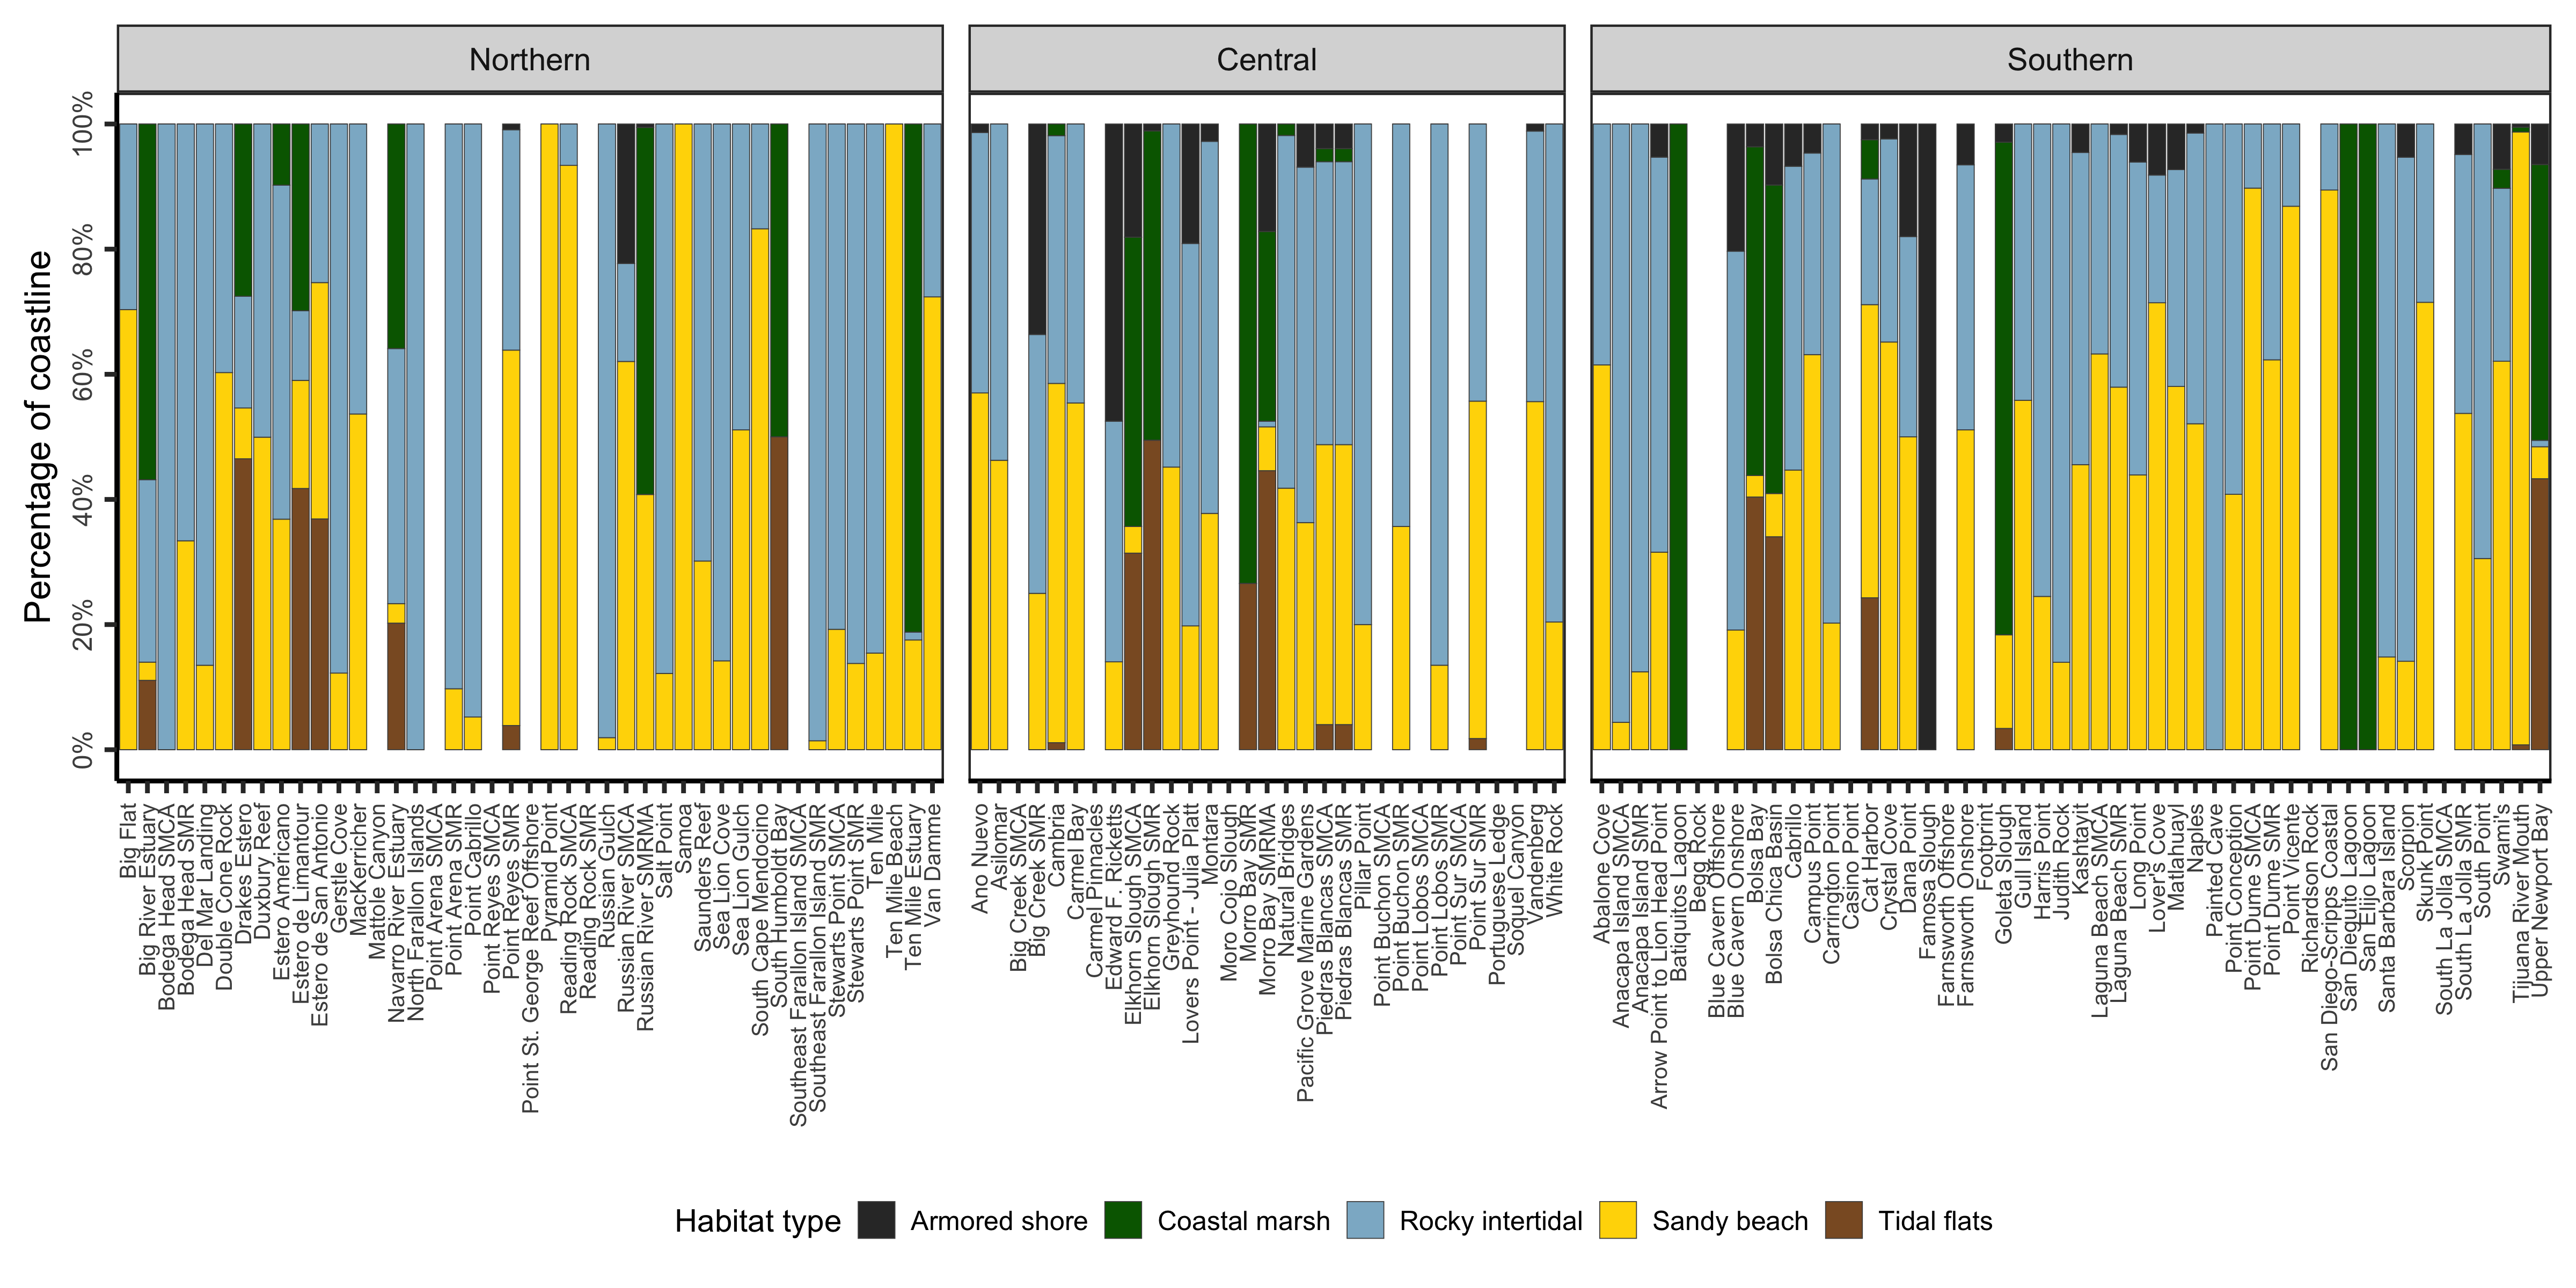 Northern
Central
Southern
Percentage of coastline
100%
80%
60%
40%
20%
0%
Big Flat
Big River Estuary
Bodega Head SMCA
Bodega Head SMR
Del Mar Landing
Double Cone Rock
Drakes Estero
Duxbury Reef
Estero Americano
Estero de Limantour
Estero de San Antonio
Gerstle Cove
MacKerricher
Mattole Canyon
Navarro River Estuary
North Farallon Islands
Point Arena SMCA
Point Arena SMR
Point Cabrillo
Point Reyes SMCA
Point Reyes SMR
Point St. George Reef Offshore
Pyramid Point
Reading Rock SMCA
Reading Rock SMR
Russian Gulch
Russian River SMCA
Russian River SMRMA
Salt Point
Samoa
Saunders Reef
Sea Lion Cove
Sea Lion Gulch
South Cape Mendocino
South Humboldt Bay
Southeast Farallon Island SMCA
Southeast Farallon Island SMR
Stewarts Point SMCA
Stewarts Point SMR
Ten Mile
Ten Mile Beach
Ten Mile Estuary
Van Damme
Ano Nuevo
Asilomar
Big Creek SMCA
Big Creek SMR
Cambria
Carmel Bay
Carmel Pinnacles
Edward F. Ricketts
Elkhorn Slough SMCA
Elkhorn Slough SMR
Greyhound Rock
Lovers Point - Julia Platt
Montara
Moro Cojo Slough
Morro Bay SMR
Morro Bay SMRMA
Natural Bridges
Pacific Grove Marine Gardens
Piedras Blancas SMCA
Piedras Blancas SMR
Pillar Point
Point Buchon SMCA
Point Buchon SMR
Point Lobos SMCA
Point Lobos SMR
Point Sur SMCA
Point Sur SMR
Portuguese Ledge
Soquel Canyon
Vandenberg
White Rock
Abalone Cove
Anacapa Island SMCA
Anacapa Island SMR
Arrow Point to Lion Head Point
Batiquitos Lagoon
Begg Rock
Blue Cavern Offshore
Blue Cavern Onshore
Bolsa Bay
Bolsa Chica Basin
Cabrillo
Campus Point
Carrington Point
Casino Point
Cat Harbor
Crystal Cove
Dana Point
Famosa Slough
Farnsworth Offshore
Farnsworth Onshore
Footprint
Goleta Slough
Gull Island
Harris Point
Judith Rock
Kashtayit
Laguna Beach SMCA
Laguna Beach SMR
Long Point
Lover's Cove
Matlahuayl
Naples
Painted Cave
Point Conception
Point Dume SMCA
Point Dume SMR
Point Vicente
Richardson Rock
San Diego-Scripps Coastal
San Dieguito Lagoon
San Elijo Lagoon
Santa Barbara Island
Scorpion
Skunk Point
South La Jolla SMCA
South La Jolla SMR
South Point
Swami's
Tijuana River Mouth
Upper Newport Bay
Habitat type
Armored shore
Coastal marsh
Rocky intertidal
Sandy beach
Tidal flats